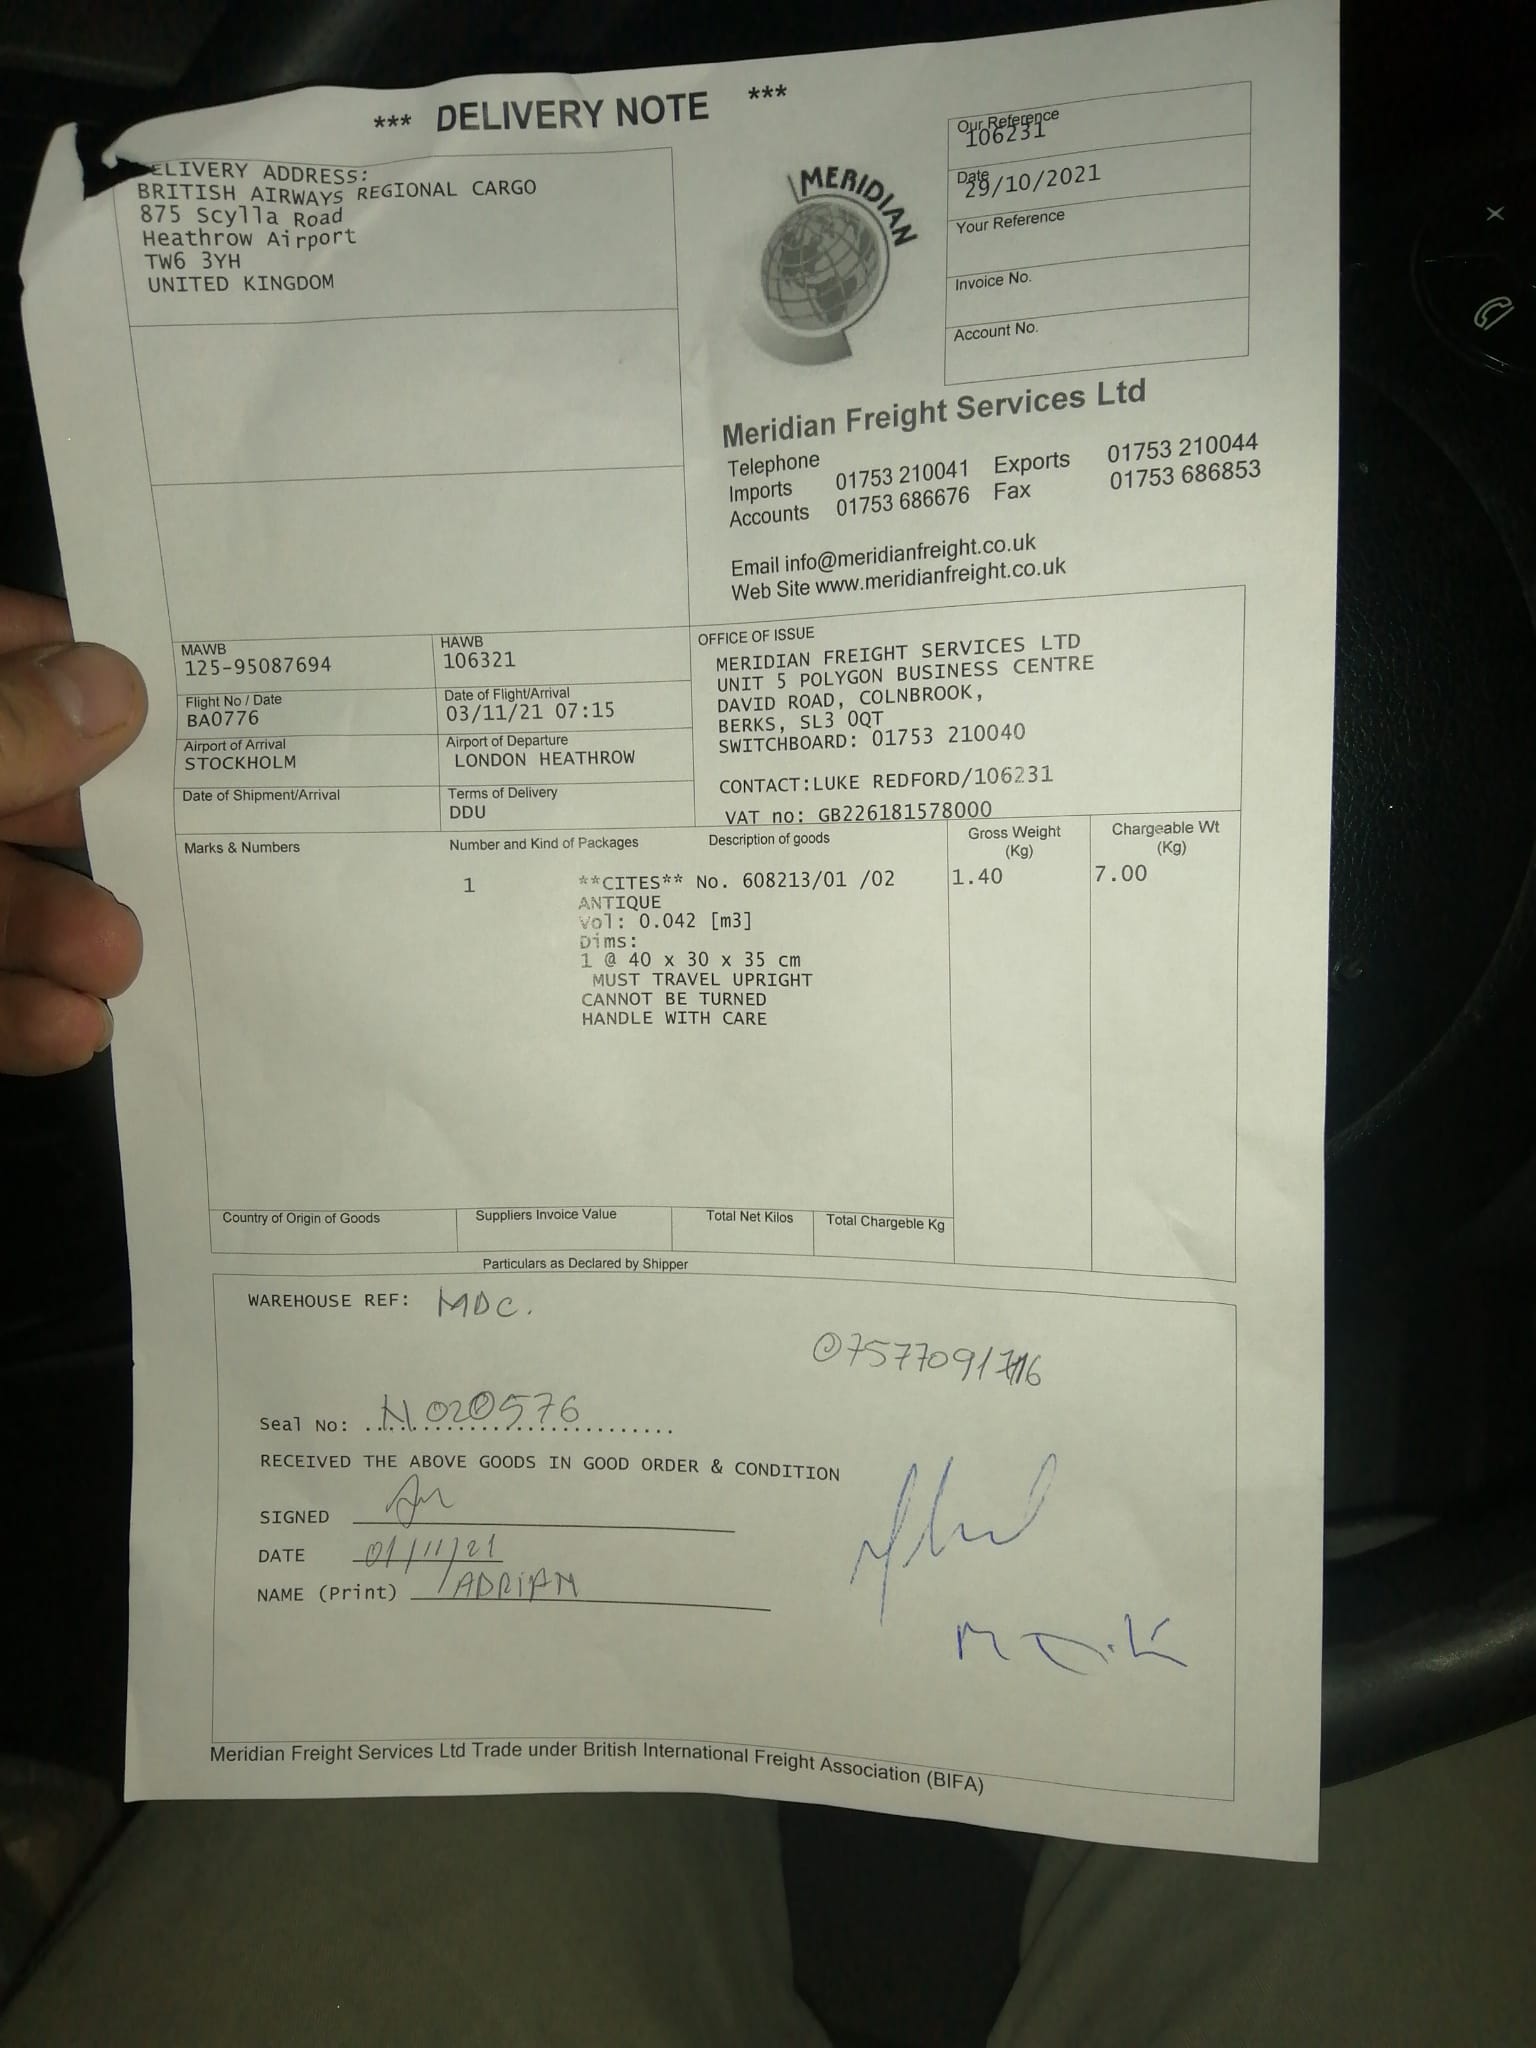 *** DELIVERY NOTE ***
ELIVERY ADDRESS:
BRITISH AIRWAYS REGIONAL CARGO
875 Scylla Road
Heathrow Airport
TW6 3YH
UNITED KINGDOM
MERIDIAN
Our Reference
106231
Date
29/10/2021
Your Reference
Invoice No.
Account No.
Meridian Freight Services Ltd
Telephone
Imports 01753 210041 Exports 01753 210044
Accounts 01753 686676 Fax 01753 686853
Email info@meridianfreight.co.uk
Web Site www.meridianfreight.co.uk
MAWB
125-95087694
HAWB
106321
Flight No / Date
BA0776
Date of Flight/Arrival
03/11/21 07:15
Airport of Arrival
STOCKHOLM
Airport of Departure
LONDON HEATHROW
Date of Shipment/Arrival
Terms of Delivery
DDU
OFFICE OF ISSUE
MERIDIAN FREIGHT SERVICES LTD
UNIT 5 POLYGON BUSINESS CENTRE
DAVID ROAD, COLNBROOK,
BERKS, SL3 0QT
SWITCHBOARD: 01753 210040
CONTACT:LUKE REDFORD/106231
VAT no: GB226181578000
Marks & Numbers Number and Kind of Packages Description of goods Gross Weight (Kg) Chargeable Wt (Kg)
1 **CITES** No. 608213/01 /02 1.40 7.00
ANTIQUE
Vol: 0.042 [m3]
Dims:
1 @ 40 x 30 x 35 cm
MUST TRAVEL UPRIGHT
CANNOT BE TURNED
HANDLE WITH CARE
Country of Origin of Goods Suppliers Invoice Value Total Net Kilos Total Chargeble Kg
Particulars as Declared by Shipper
WAREHOUSE REF: MDC.
Seal No: N020576
RECEIVED THE ABOVE GOODS IN GOOD ORDER & CONDITION
SIGNED
DATE 01/11/21
NAME (Print) ADRIAN
Meridian Freight Services Ltd Trade under British International Freight Association (BIFA)